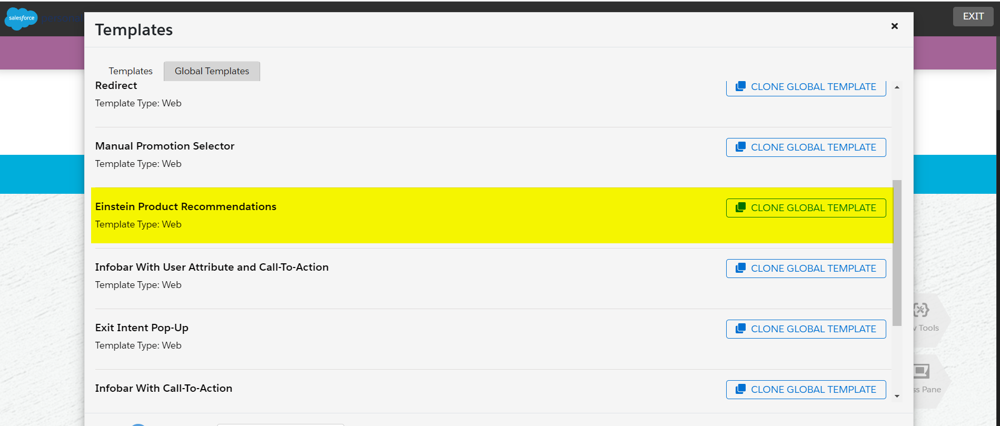 salesforce
EXIT
Templates
Templates
Global Templates
Redirect
CLONE GLOBAL TEMPLATE
Template Type: Web
Manual Promotion Selector
CLONE GLOBAL TEMPLATE
Template Type: Web
Einstein Product Recommendations
CLONE GLOBAL TEMPLATE
Template Type: Web
Infobar With User Attribute and Call-To-Action
CLONE GLOBAL TEMPLATE
Template Type: Web
Exit Intent Pop-Up
CLONE GLOBAL TEMPLATE
Template Type: Web
Tools
Infobar With Call-To-Action
CLONE GLOBAL TEMPLATE
Pane